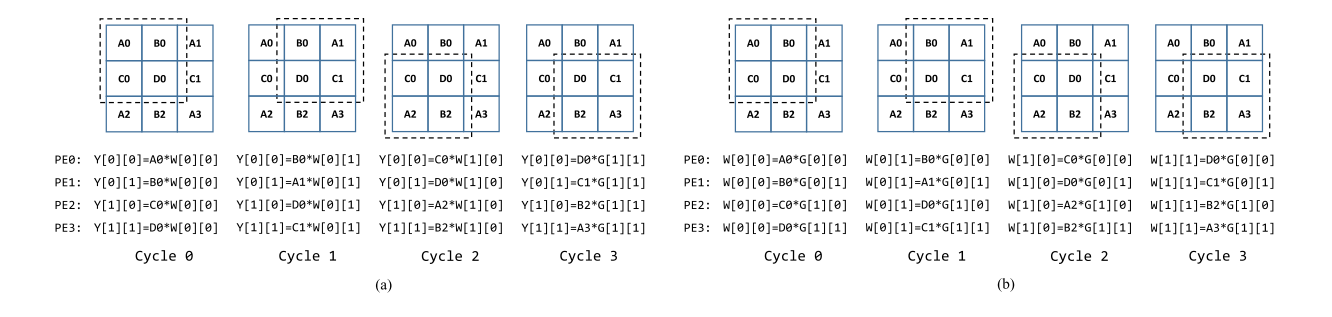 A0 B0 A1 A0 B0 A1 A0 B0 A1 A0 B0 A1 A0 B0 A1 A0 B0 A1 A0 B0 A1 A0 B0 A1
C0 D0 C1 C0 D0 C1 C0 D0 C1 C0 D0 C1 C0 D0 C1 C0 D0 C1 C0 D0 C1 C0 D0 C1
A2 B2 A3 A2 B2 A3 A2 B2 A3 A2 B2 A3 A2 B2 A3 A2 B2 A3 A2 B2 A3 A2 B2 A3
PE0: Y[0][0]=A0*W[0][0] Y[0][0]=B0*W[0][1] Y[0][0]=C0*W[1][0] Y[0][0]=D0*G[1][1] PE0: W[0][0]=A0*G[0][0] W[0][1]=B0*G[0][0] W[1][0]=C0*G[0][0] W[1][1]=D0*G[0][0]
PE1: Y[0][1]=B0*W[0][0] Y[0][1]=A1*W[0][1] Y[0][1]=D0*W[1][0] Y[0][1]=C1*G[1][1] PE1: W[0][0]=B0*G[0][1] W[0][1]=A1*G[0][1] W[1][0]=D0*G[0][1] W[1][1]=C1*G[0][1]
PE2: Y[1][0]=C0*W[0][0] Y[1][0]=D0*W[0][1] Y[1][0]=A2*W[1][0] Y[1][0]=B2*G[1][1] PE2: W[0][0]=C0*G[1][0] W[0][1]=D0*G[1][0] W[1][0]=A2*G[1][0] W[1][1]=B2*G[1][0]
PE3: Y[1][1]=D0*W[0][0] Y[1][1]=C1*W[0][1] Y[1][1]=B2*W[1][0] Y[1][1]=A3*G[1][1] PE3: W[0][0]=D0*G[1][1] W[0][1]=C1*G[1][1] W[1][0]=B2*G[1][1] W[1][1]=A3*G[1][1]
Cycle 0 Cycle 1 Cycle 2 Cycle 3 Cycle 0 Cycle 1 Cycle 2 Cycle 3
(a) (b)